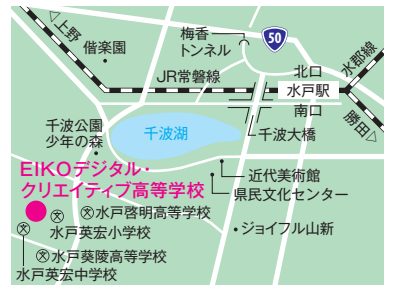 ◁上野
偕楽園
梅香
トンネル
50
水郡線
北口
JR常磐線
水戸駅
南口
勝田▷
千波公園
少年の森
千波湖
千波大橋
EIKOデジタル・
クリエイティブ高等学校
近代美術館
県民文化センター
文
文水戸啓明高等学校
水戸英宏小学校
ジョイフル山新
文
文水戸葵陵高等学校
水戸英宏中学校